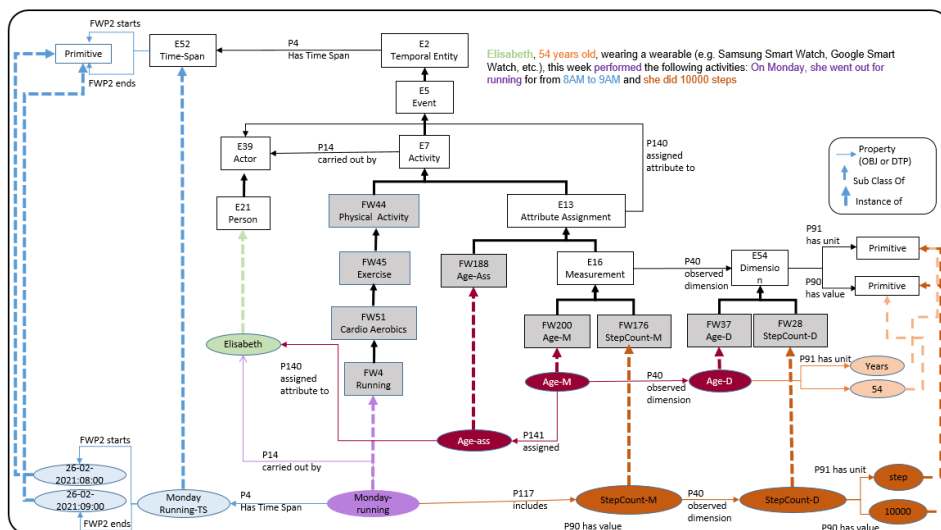 FWP2 starts
Primitive
FWP2 ends
E52
Time-Span
P4
Has Time Span
E2
Temporal Entity
Elisabeth, 54 years old, wearing a wearable (e.g. Samsung Smart Watch, Google Smart
Watch, etc.), this week performed the following activities: On Monday, she went out for
running for from 8AM to 9AM and she did 10000 steps
E5
Event
E39
Actor
P14
carried out by
E7
Activity
P140
assigned
attribute to
Property
(OBJ or DTP)
Sub Class Of
Instance of
E21
Person
FW44
Physical Activity
E13
Attribute Assignment
FW45
Exercise
FW188
Age-Ass
E16
Measurement
P40
observed
dimension
E54
Dimensio
n
P91
has unit
Primitive
P90 has value
Primitive
FW51
Cardio Aerobics
FW200
Age-M
FW176
StepCount-M
FW37
Age-D
FW28
StepCount-D
Elisabeth
P140
assigned
attribute to
FW4
Running
Age-M
P40
observed
dimension
Age-D
P91 has unit
Years
54
Age-ass
P141
assigned
P14
carried out by
FWP2 starts
26-02-
2021:08:00
26-02-
2021:09:00
FWP2 ends
Monday
Running-TS
P4
Has Time Span
Monday-
running
P117
includes
StepCount-M
P90 has value
P40
observed
dimension
StepCount-D
P91 has unit
step
10000
P90 has value